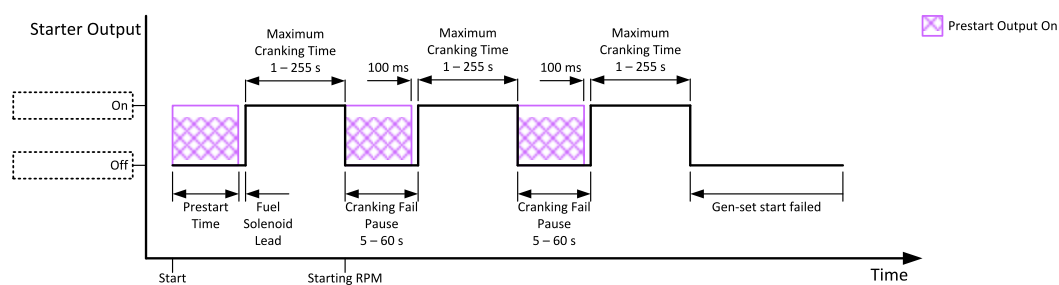 Starter Output
Prestart Output On
Maximum
Cranking Time
1 – 255 s
100 ms
Maximum
Cranking Time
1 – 255 s
100 ms
Maximum
Cranking Time
1 – 255 s
On
Off
Prestart
Time
Fuel
Solenoid
Lead
Cranking Fail
Pause
5 – 60 s
Cranking Fail
Pause
5 – 60 s
Gen-set start failed
Start
Starting RPM
Time